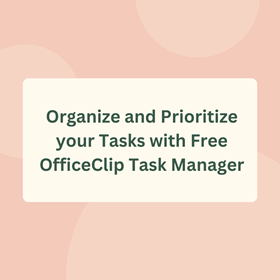 Organize and Prioritize
your Tasks with Free
OfficeClip Task Manager